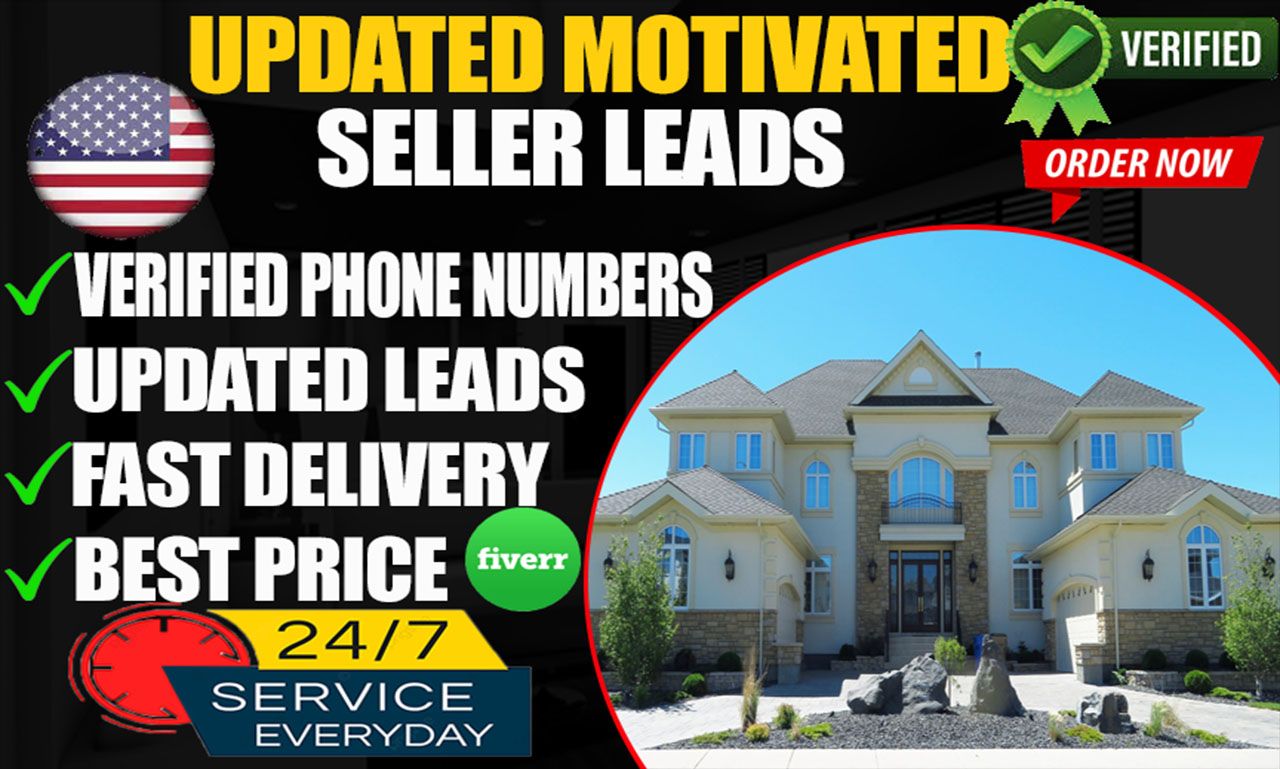 UPDATED MOTIVATED
SELLER LEADS
VERIFIED
ORDER NOW
VERIFIED PHONE NUMBERS
UPDATED LEADS
FAST DELIVERY
BEST PRICE
fiverr
24/7
SERVICE
EVERYDAY